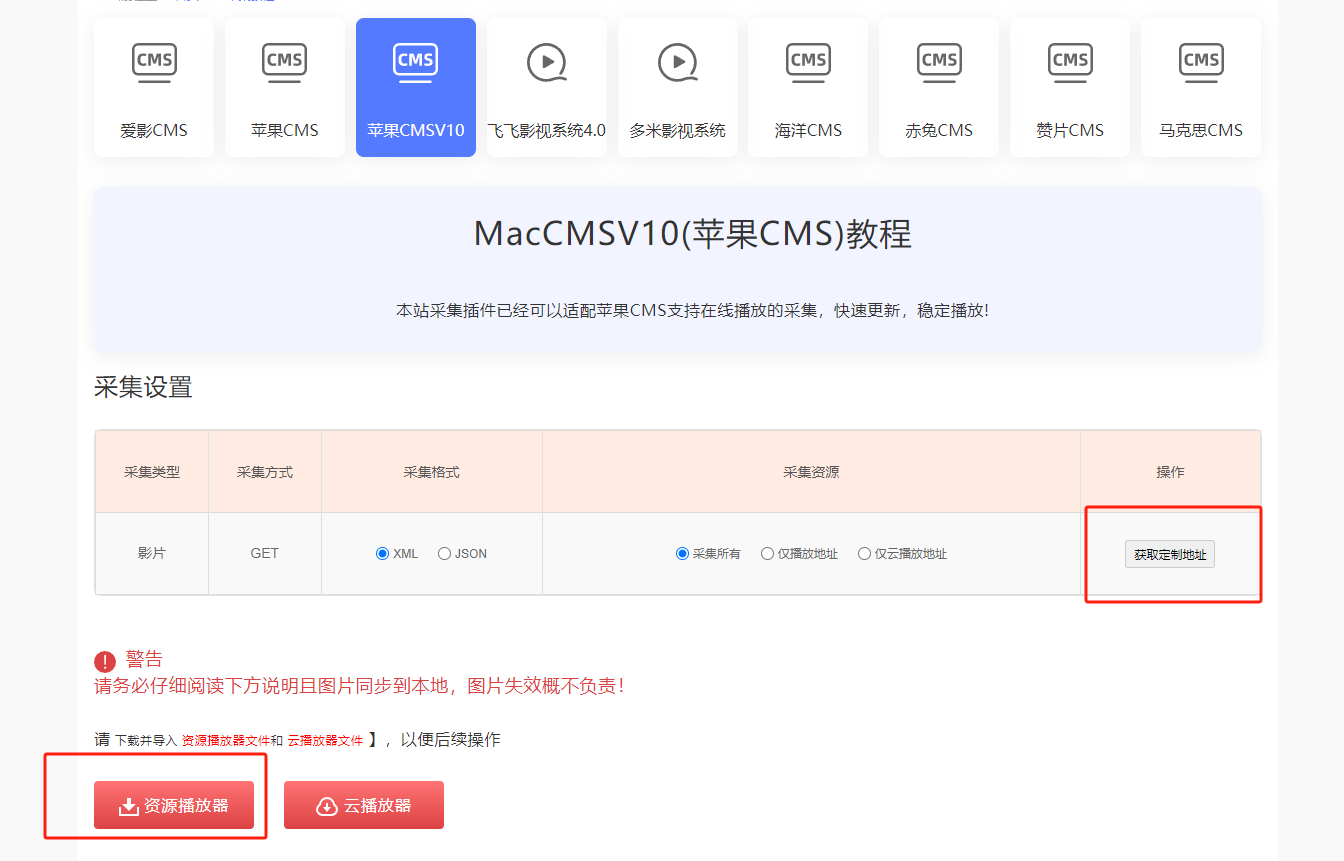 CMS CMS CMS CMS CMS CMS CMS
爱影CMS 苹果CMS 苹果CMSV10 飞飞影视系统4.0 多米影视系统 海洋CMS 赤兔CMS 赞片CMS 马克思CMS
MacCMSV10(苹果CMS)教程
本站采集插件已经可以适配苹果CMS支持在线播放的采集，快速更新，稳定播放!
采集设置
采集类型 采集方式 采集格式 采集资源 操作
影片 GET XML JSON 采集所有 仅播放地址 仅云播放地址 获取定制地址
警告
请务必仔细阅读下方说明且图片同步到本地，图片失效概不负责！
请 下载并导入 资源播放器文件和 云播放器文件 】，以便后续操作
资源播放器 云播放器